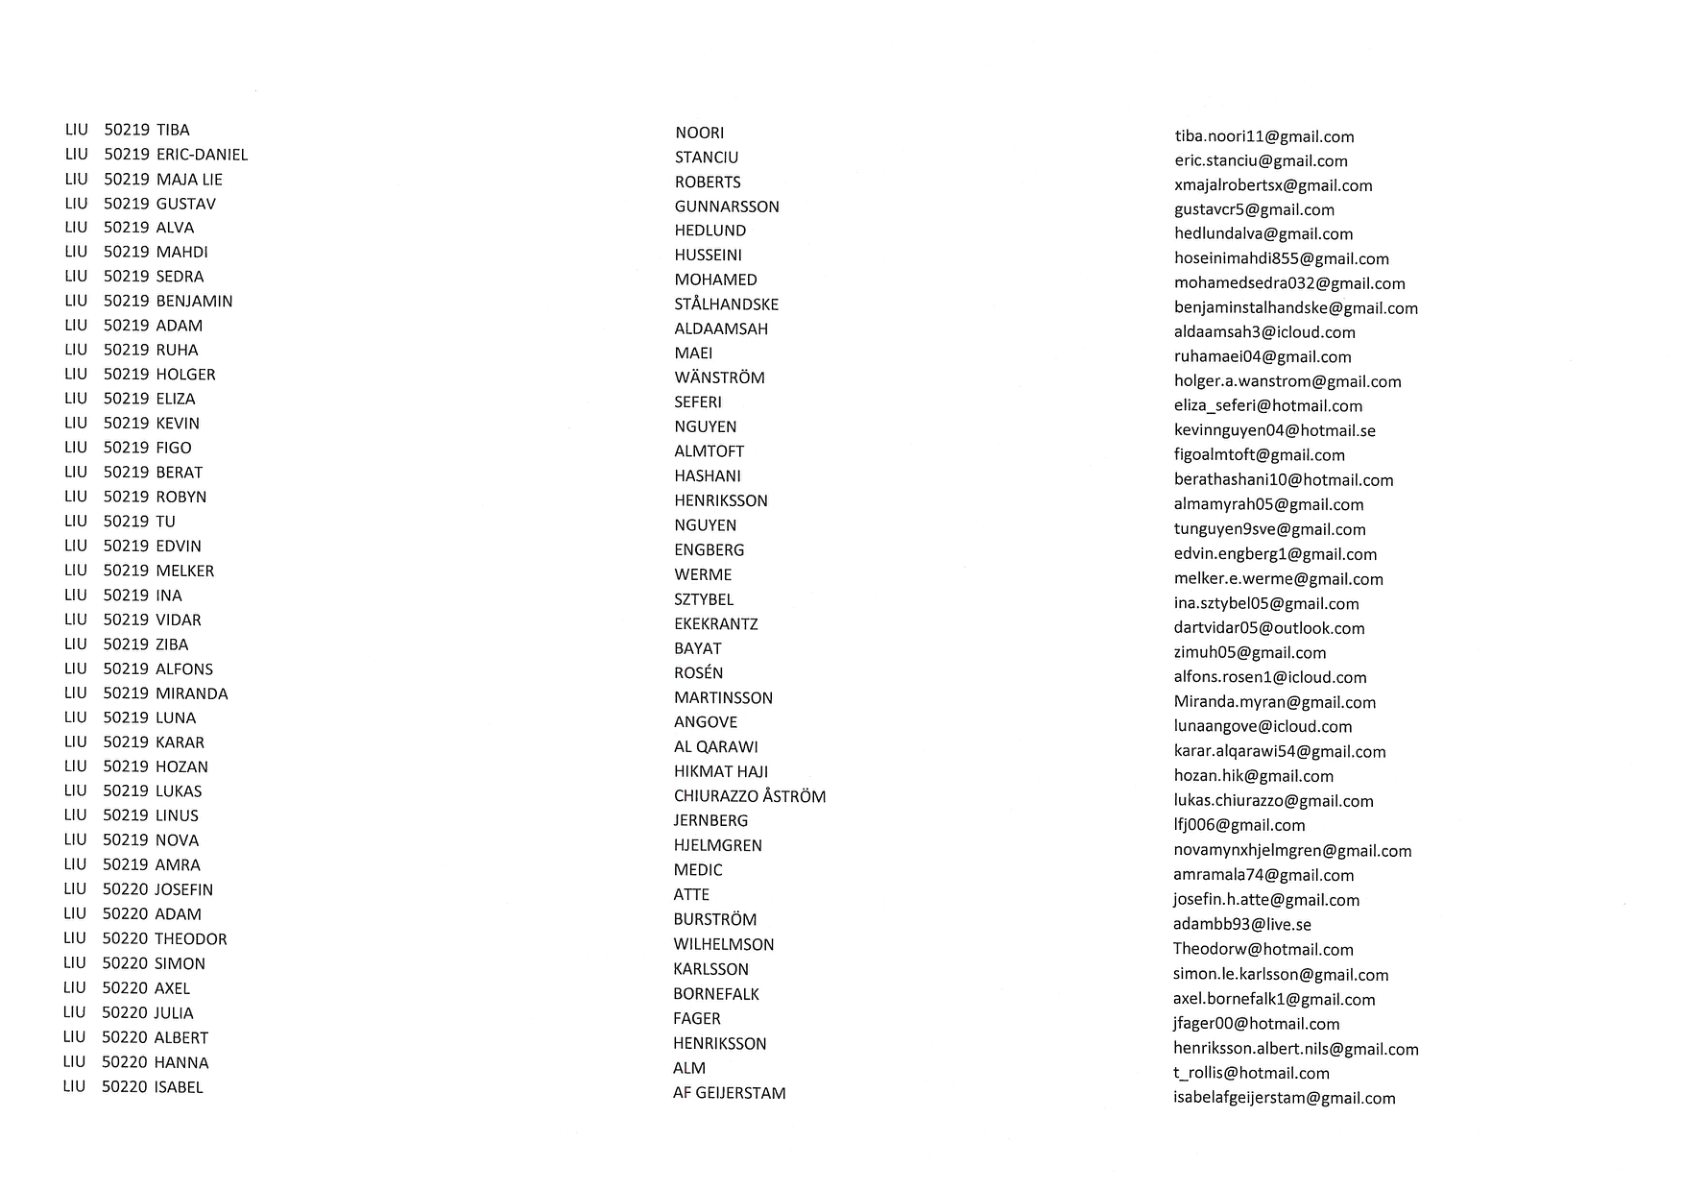 LIU 50219 TIBA NOORI tiba.noori11@gmail.com
LIU 50219 ERIC-DANIEL STANCIU eric.stanciu@gmail.com
LIU 50219 MAJA LIE ROBERTS xmajalrobertsx@gmail.com
LIU 50219 GUSTAV GUNNARSSON gustavcr5@gmail.com
LIU 50219 ALVA HEDLUND hedlundalva@gmail.com
LIU 50219 MAHDI HUSSEINI hoseinimahdi855@gmail.com
LIU 50219 SEDRA MOHAMED mohamedsedra032@gmail.com
LIU 50219 BENJAMIN STÅLHANDSKE benjaminstalhandske@gmail.com
LIU 50219 ADAM ALDAAMSAH aldaamsah3@icloud.com
LIU 50219 RUHA MAEI ruhamaei04@gmail.com
LIU 50219 HOLGER WÄNSTRÖM holger.a.wanstrom@gmail.com
LIU 50219 ELIZA SEFERI eliza_seferi@hotmail.com
LIU 50219 KEVIN NGUYEN kevinnguyen04@hotmail.se
LIU 50219 FIGO ALMTOFT figoalmtoft@gmail.com
LIU 50219 BERAT HASHANI berathashani10@hotmail.com
LIU 50219 ROBYN HENRIKSSON almamyrah05@gmail.com
LIU 50219 TU NGUYEN tunguyen9sve@gmail.com
LIU 50219 EDVIN ENGBERG edvin.engberg1@gmail.com
LIU 50219 MELKER WERME melker.e.werme@gmail.com
LIU 50219 INA SZTYBEL ina.sztybel05@gmail.com
LIU 50219 VIDAR EKEKRANTZ dartvidar05@outlook.com
LIU 50219 ZIBA BAYAT zimuh05@gmail.com
LIU 50219 ALFONS ROSÉN alfons.rosen1@icloud.com
LIU 50219 MIRANDA MARTINSSON Miranda.myran@gmail.com
LIU 50219 LUNA ANGOVE lunaangove@icloud.com
LIU 50219 KARAR AL QARAWI karar.alqarawi54@gmail.com
LIU 50219 HOZAN HIKMAT HAJI hozan.hik@gmail.com
LIU 50219 LUKAS CHIURAZZO ÅSTRÖM lukas.chiurazzo@gmail.com
LIU 50219 LINUS JERNBERG lfj006@gmail.com
LIU 50219 NOVA HJELMGREN novamynxhjelmgren@gmail.com
LIU 50219 AMRA MEDIC amramala74@gmail.com
LIU 50220 JOSEFIN ATTE josefin.h.atte@gmail.com
LIU 50220 ADAM BURSTRÖM adambb93@live.se
LIU 50220 THEODOR WILHELMSON Theodorw@hotmail.com
LIU 50220 SIMON KARLSSON simon.le.karlsson@gmail.com
LIU 50220 AXEL BORNEFALK axel.bornefalk1@gmail.com
LIU 50220 JULIA FAGER jfager00@hotmail.com
LIU 50220 ALBERT HENRIKSSON henriksson.albert.nils@gmail.com
LIU 50220 HANNA ALM t_rollis@hotmail.com
LIU 50220 ISABEL AF GEIJERSTAM isabelafgeijerstam@gmail.com